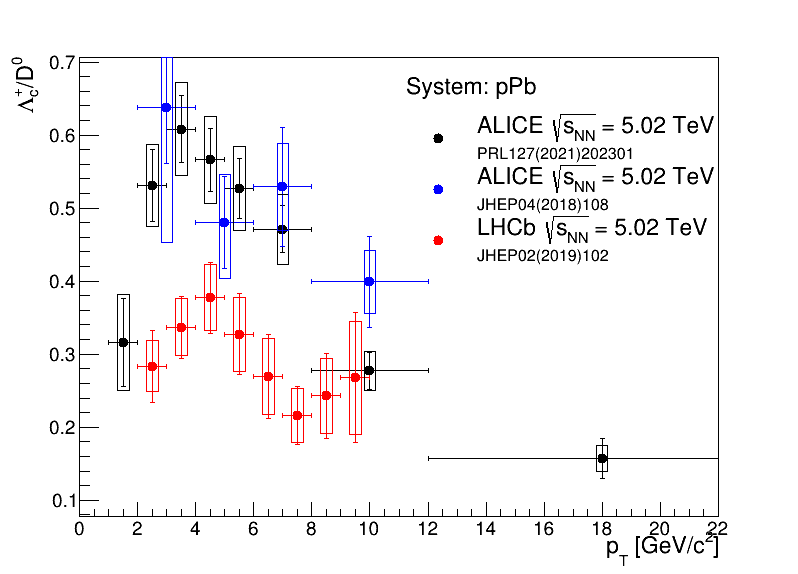 Λc+/D0
0.7
0.6
0.5
0.4
0.3
0.2
0.1
System: pPb
ALICE √sNN = 5.02 TeV
PRL127(2021)202301
ALICE √sNN = 5.02 TeV
JHEP04(2018)108
LHCb √sNN = 5.02 TeV
JHEP02(2019)102
0 2 4 6 8 10 12 14 16 18 20 22
pT [GeV/c2]